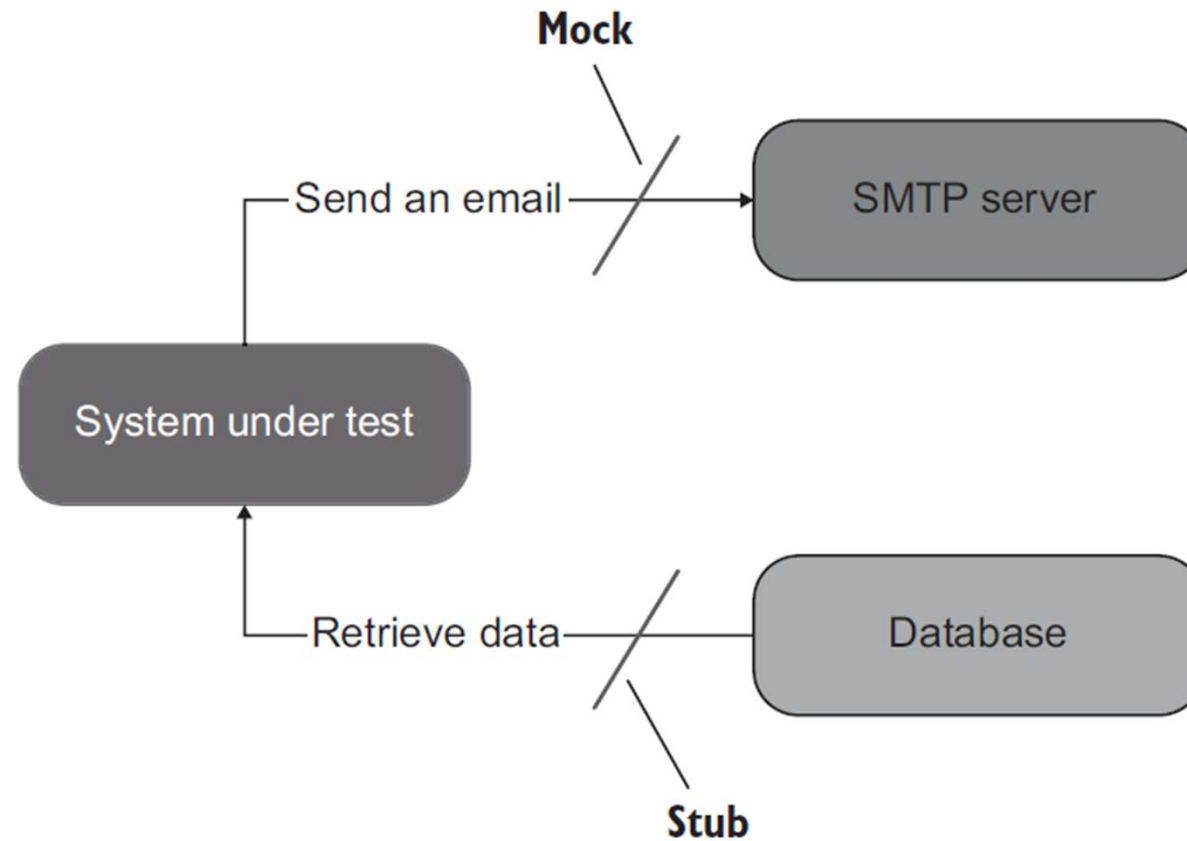 Mock
Send an email
SMTP server
System under test
Retrieve data
Database
Stub